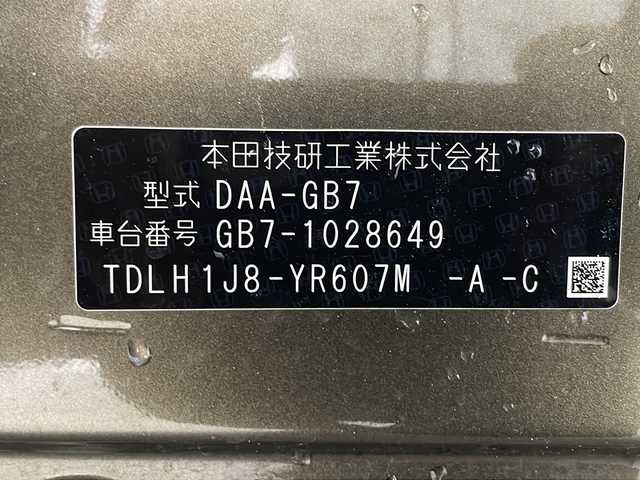 本田技研工業株式会社
型式 DAA-GB7
車台番号 GB7-1028649
TDLH1J8-YR607M -A-C